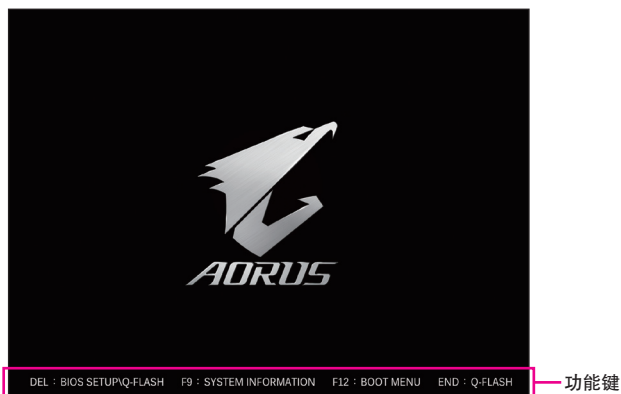 AORUS
DEL：BIOS SETUP\Q-FLASH F9：SYSTEM INFORMATION F12：BOOT MENU END：Q-FLASH
功能键